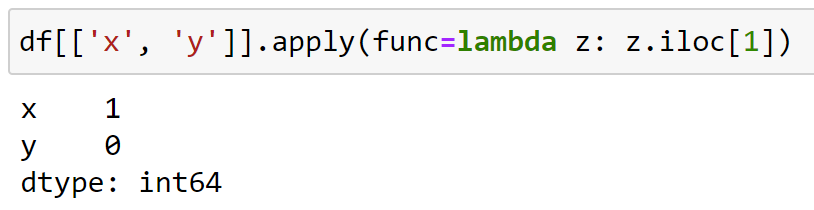 df[['x', 'y']].apply(func=lambda z: z.iloc[1])
x    1
y    0
dtype: int64